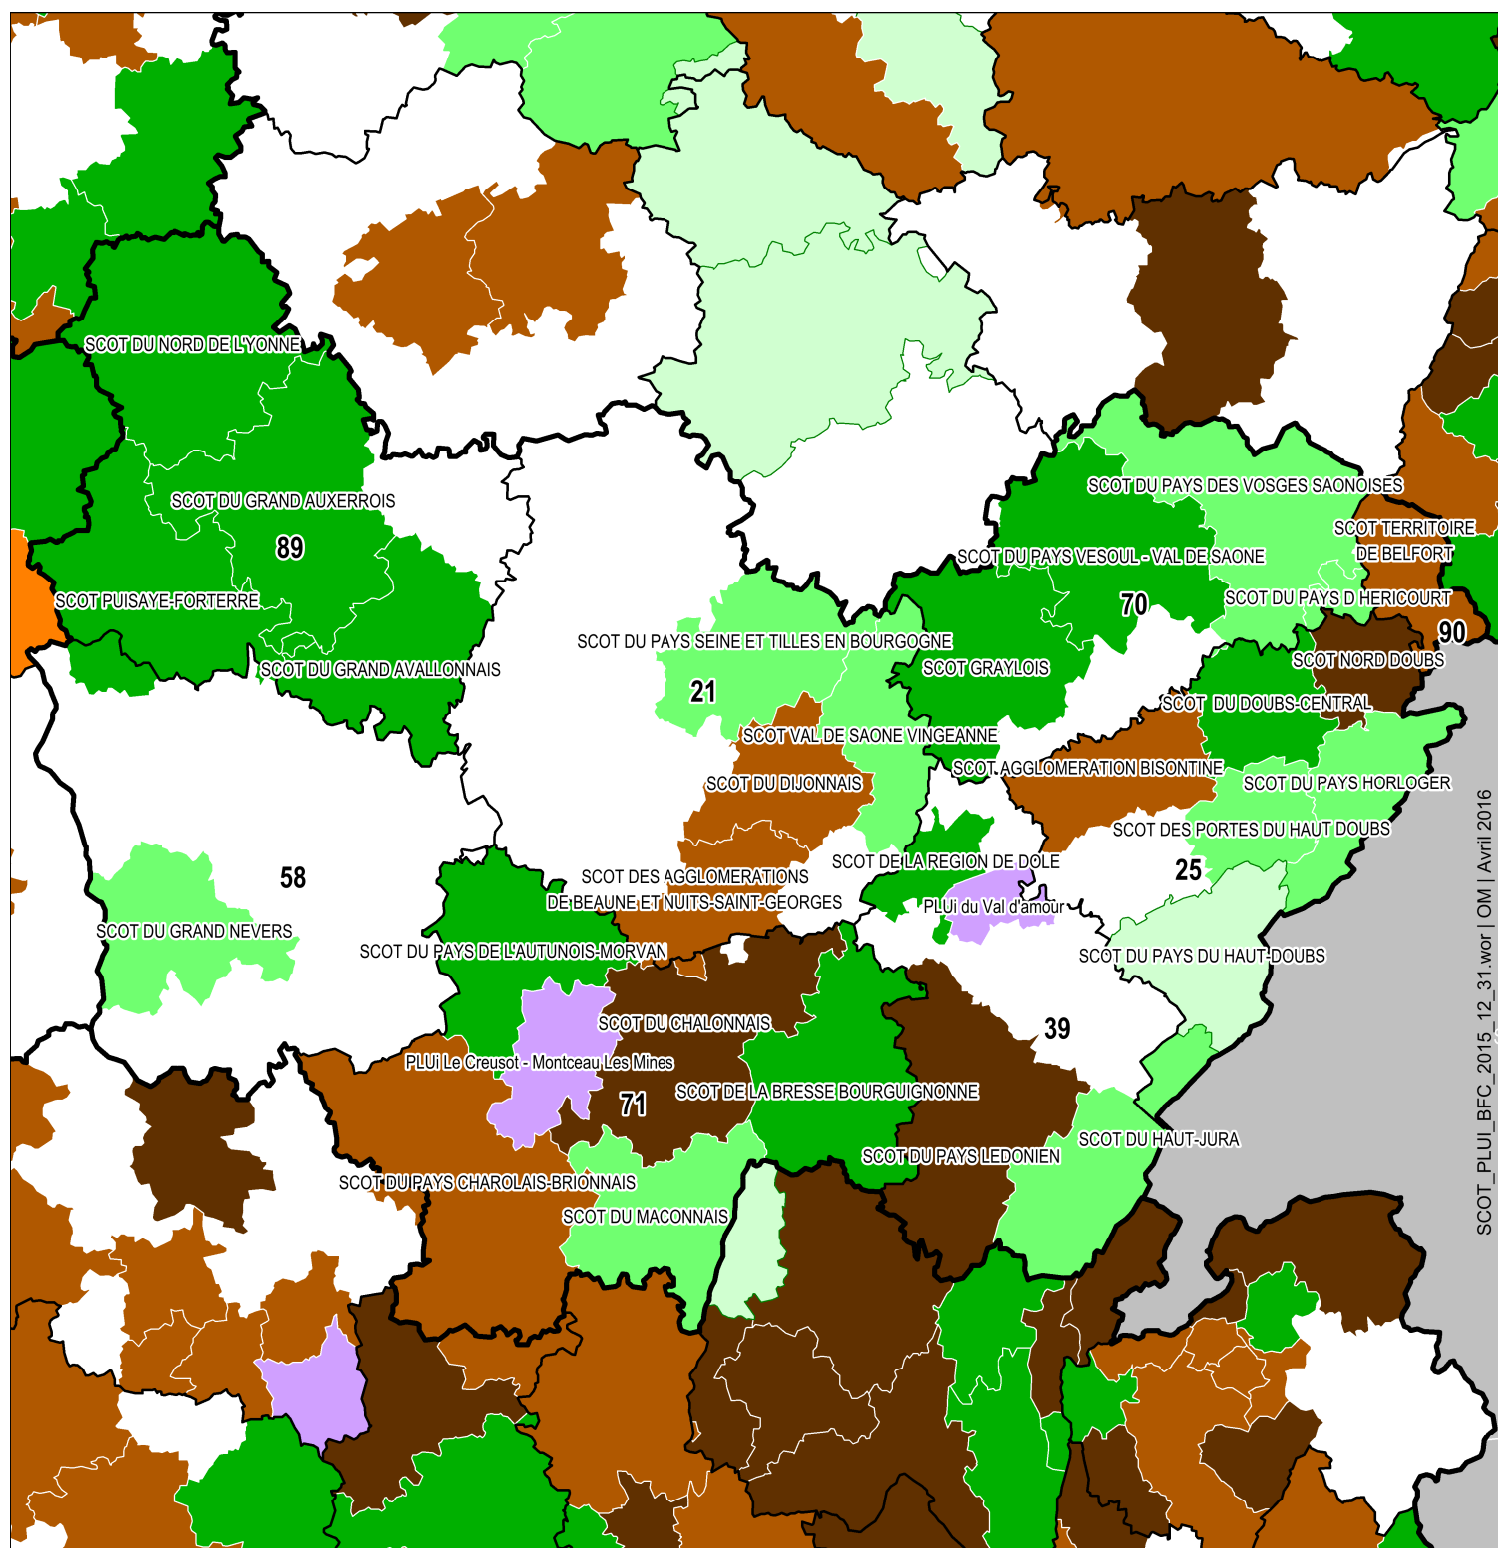 SCOT DU NORD DE L'YONNE
SCOT DU PAYS DES VOSGES SAONOISES
SCOT DU GRAND AUXERROIS
SCOT TERRITOIRE
DE BELFORT
89
SCOT DU PAYS VESOUL - VAL DE SAONE
SCOT PUISAYE-FORTERRE
70
SCOT DU PAYS D HERICOURT
90
SCOT DU PAYS SEINE ET TILLES EN BOURGOGNE
SCOT NORD DOUBS
SCOT DU GRAND AVALLONNAIS
SCOT GRAYLOIS
21
SCOT DU DOUBS-CENTRAL
SCOT VAL DE SAONE VINGEANNE
SCOT AGGLOMERATION BISONTINE
SCOT DU DIJONNAIS
SCOT DU PAYS HORLOGER
SCOT DES PORTES DU HAUT DOUBS
SCOT DE LA REGION DE DOLE
25
58
SCOT DES AGGLOMERATIONS
DE BEAUNE ET NUITS-SAINT-GEORGES
PLUi du Val d'amour
SCOT DU GRAND NEVERS
SCOT DU PAYS DE L'AUTUNOIS-MORVAN
SCOT DU PAYS DU HAUT-DOUBS
SCOT DU CHALONNAIS
39
PLUi Le Creusot - Montceau Les Mines
SCOT DE LA BRESSE BOURGUIGNONNE
71
SCOT DU HAUT-JURA
SCOT DU PAYS LEDONIEN
SCOT DU PAYS CHAROLAIS-BRIONNAIS
SCOT DU MACONNAIS
SCOT_PLUI_BFC_2015_12_31.wor | OM | Avril 2016